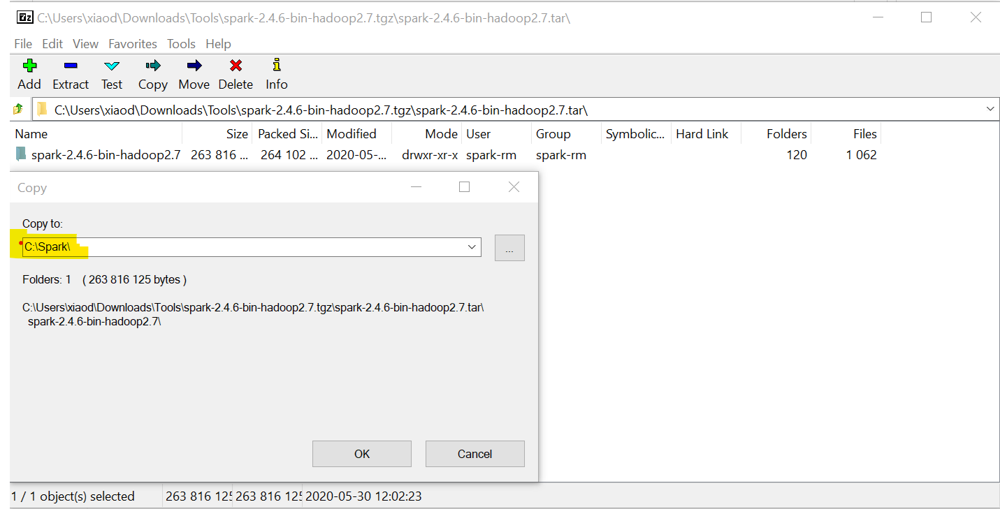 7z C:\Users\xiaod\Downloads\Tools\spark-2.4.6-bin-hadoop2.7.tgz\spark-2.4.6-bin-hadoop2.7.tar\
File Edit View Favorites Tools Help
Add Extract Test Copy Move Delete Info
C:\Users\xiaod\Downloads\Tools\spark-2.4.6-bin-hadoop2.7.tgz\spark-2.4.6-bin-hadoop2.7.tar\
Name Size Packed Si... Modified Mode User Group Symbolic... Hard Link Folders Files
spark-2.4.6-bin-hadoop2.7 263 816 ... 264 102 ... 2020-05-... drwxr-xr-x spark-rm spark-rm 120 1 062
Copy
Copy to:
C:\Spark\
...
Folders: 1 ( 263 816 125 bytes )
C:\Users\xiaod\Downloads\Tools\spark-2.4.6-bin-hadoop2.7.tgz\spark-2.4.6-bin-hadoop2.7.tar\
spark-2.4.6-bin-hadoop2.7\
OK Cancel
1 / 1 object(s) selected 263 816 125 263 816 125 2020-05-30 12:02:23